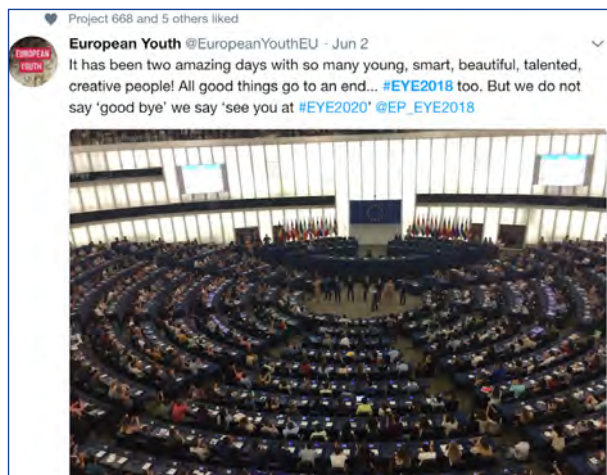 Project 668 and 5 others liked
European Youth @EuropeanYouthEU · Jun 2
EUROPEAN
YOUTH
It has been two amazing days with so many young, smart, beautiful, talented,
creative people! All good things go to an end... #EYE2018 too. But we do not
say ‘good bye’ we say ‘see you at #EYE2020’ @EP_EYE2018